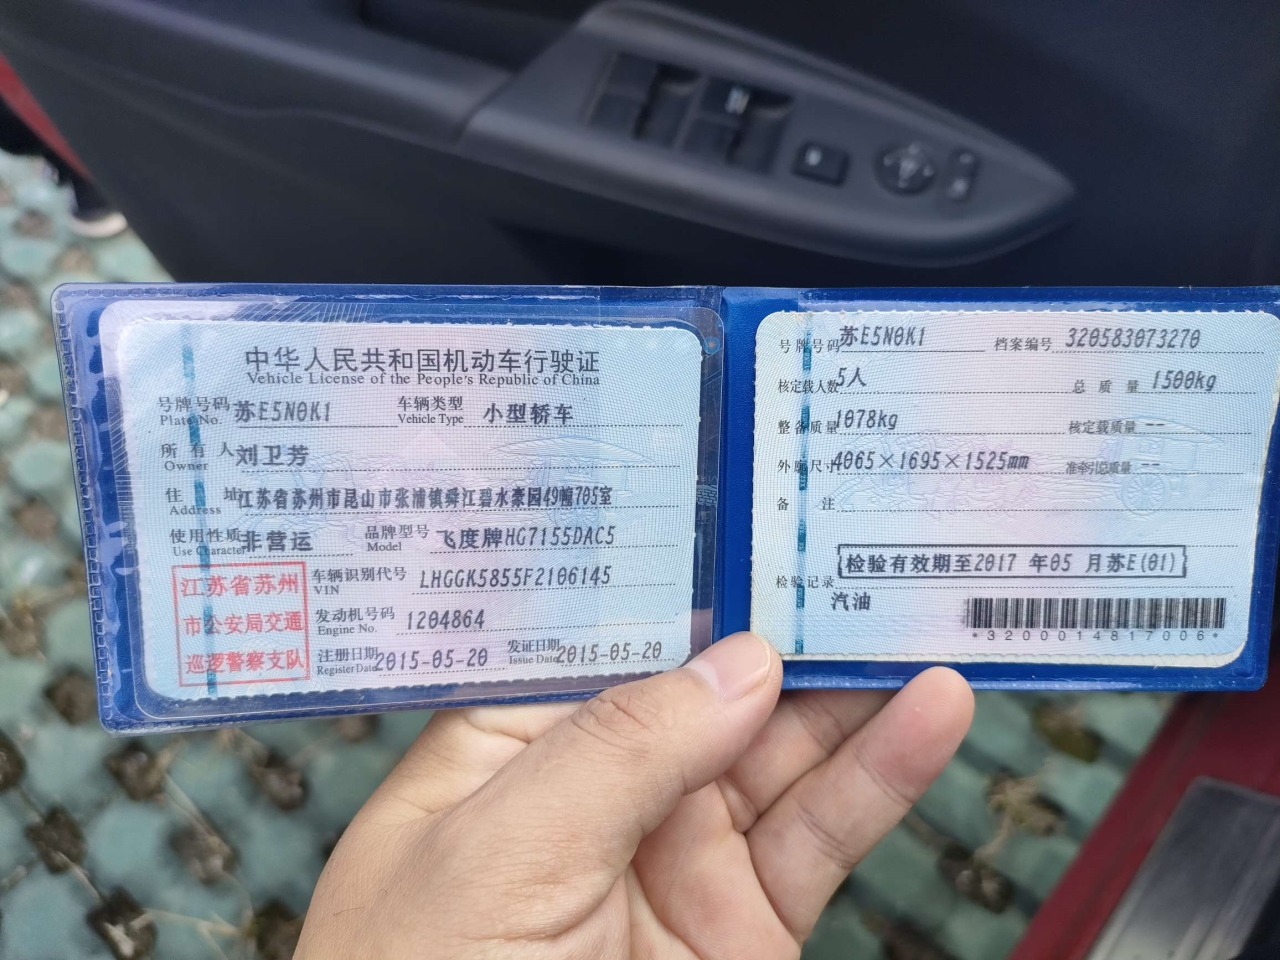 中华人民共和国机动车行驶证
Vehicle License of the People's Republic of China
号牌号码 苏E5N0K1 车辆类型 小型轿车
Plate No. Vehicle Type
所有人 刘卫芳
Owner
住址 江苏省苏州市昆山市张浦镇舜江碧水豪园49幢705室
Address
使用性质 非营运 品牌型号 飞度牌HG7155DAC5
Use Character Model
江苏省苏州
市公安局交通
巡逻警察支队
车辆识别代号 LHGGK5855F2106145
VIN
发动机号码 1204864
Engine No.
注册日期 2015-05-20 发证日期 2015-05-20
Register Date Issue Date
号牌号码 苏E5N0K1 档案编号 320583073270
核定载人数 5人 总质量 1500kg
整备质量 1078kg 核定载质量 --
外廓尺寸 4065×1695×1525mm 准牵引总质量 --
备注
检验有效期至2017 年05 月苏E(01)
检验记录
汽油
*3200014817006*